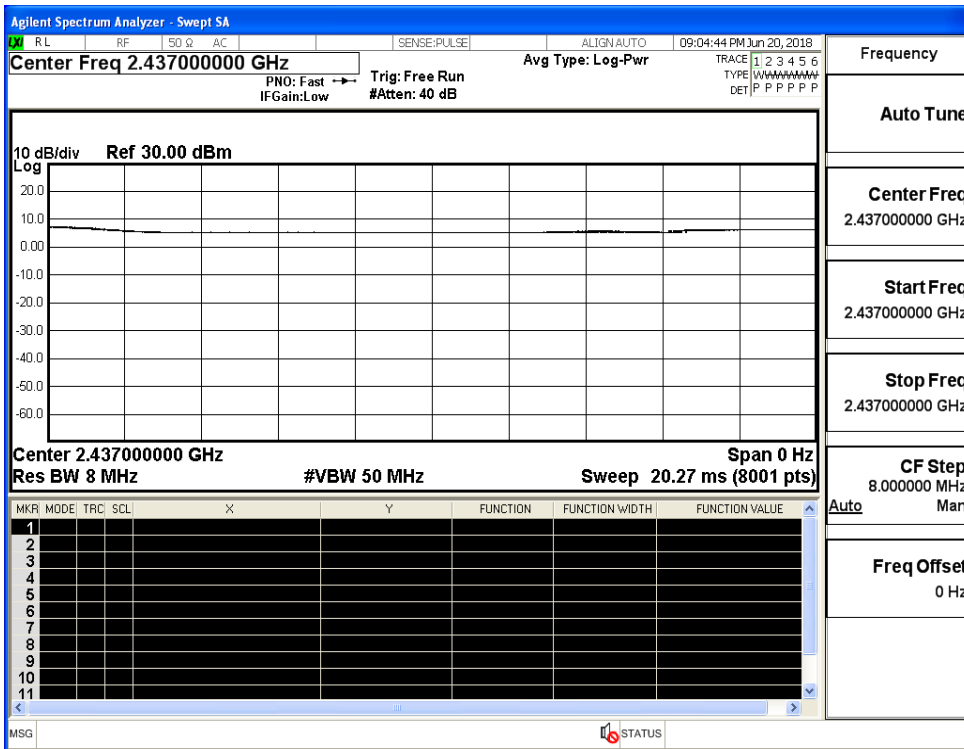 Agilent Spectrum Analyzer - Swept SA
LXI RL RF 50 Ω AC SENSE:PULSE ALIGN AUTO 09:04:44 PM Jun 20, 2018
Center Freq 2.437000000 GHz Avg Type: Log-Pwr TRACE 1 2 3 4 5 6
PNO: Fast Trig: Free Run TYPE WWWWWW
IFGain:Low #Atten: 40 dB DET P P P P P P
10 dB/div Ref 30.00 dBm
Log
20.0
10.0
0.00
-10.0
-20.0
-30.0
-40.0
-50.0
-60.0
Center 2.437000000 GHz Span 0 Hz
Res BW 8 MHz #VBW 50 MHz Sweep 20.27 ms (8001 pts)
MKR MODE TRC SCL X Y FUNCTION FUNCTION WIDTH FUNCTION VALUE
1
2
3
4
5
6
7
8
9
10
11
MSG STATUS
Frequency
Auto Tune
Center Freq
2.437000000 GHz
Start Freq
2.437000000 GHz
Stop Freq
2.437000000 GHz
CF Step
8.000000 MHz
Auto Man
Freq Offset
0 Hz